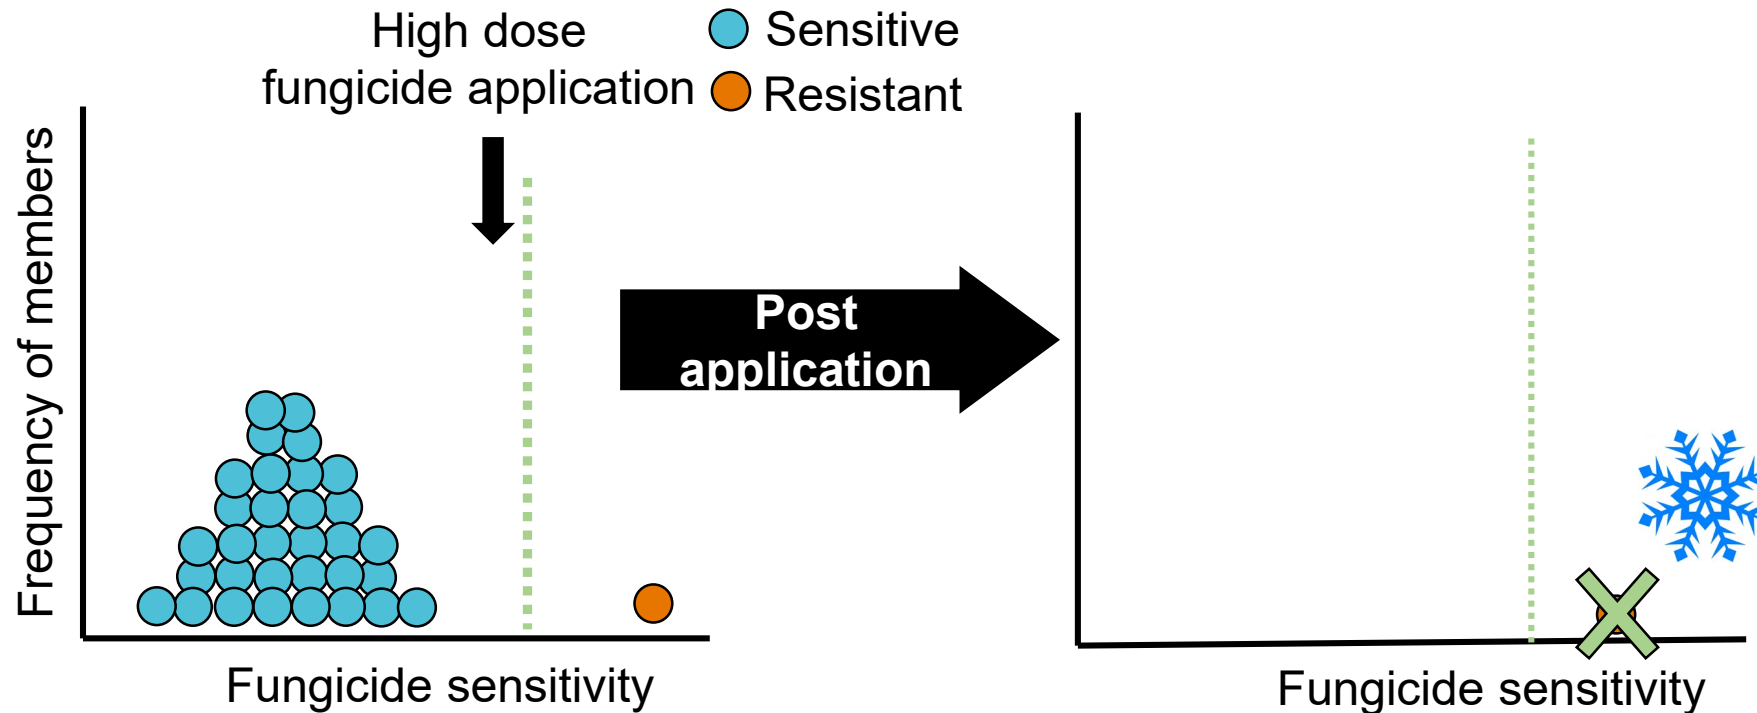 High dose
fungicide application
Sensitive
Resistant
Frequency of members
Fungicide sensitivity
Post
application
Fungicide sensitivity